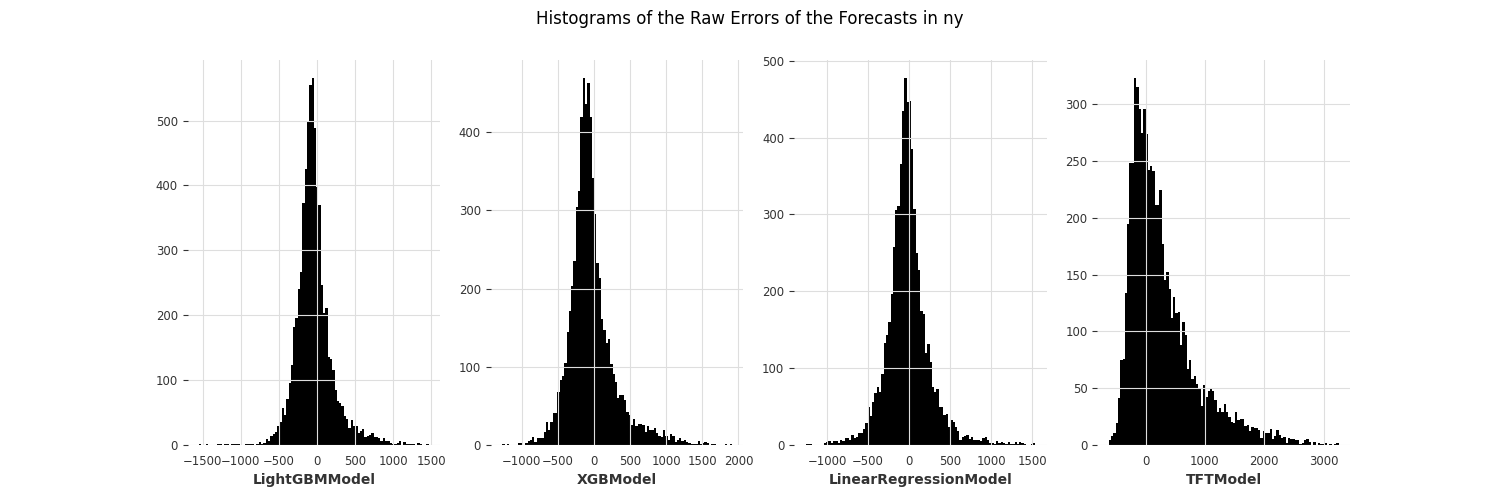 Histograms of the Raw Errors of the Forecasts in ny
500
400
300
200
100
0
−1500 −1000 −500 0 500 1000 1500
LightGBMModel
400
300
200
100
0
−1000 −500 0 500 1000 1500 2000
XGBModel
500
400
300
200
100
0
−1000 −500 0 500 1000 1500
LinearRegressionModel
300
250
200
150
100
50
0
0 1000 2000 3000
TFTModel